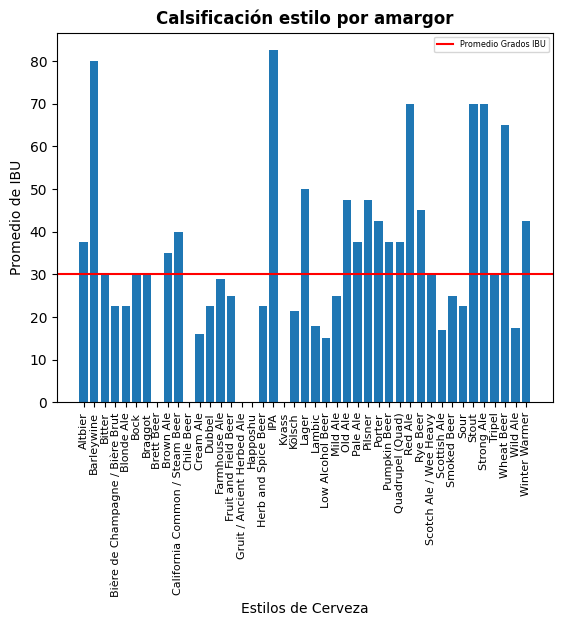 Calsificación estilo por amargor
Promedio Grados IBU
Promedio de IBU
80
70
60
50
40
30
20
10
0
Altbier
Barleywine
Bitter
Bière de Champagne / Bière Brut
Blonde Ale
Bock
Braggot
Brett Beer
Brown Ale
California Common / Steam Beer
Chile Beer
Cream Ale
Dubbel
Farmhouse Ale
Fruit and Field Beer
Gruit / Ancient Herbed Ale
Happoshu
Herb and Spice Beer
IPA
Kvass
Kölsch
Lager
Lambic
Low Alcohol Beer
Mild Ale
Old Ale
Pale Ale
Pilsner
Porter
Pumpkin Beer
Quadrupel (Quad)
Red Ale
Rye Beer
Scotch Ale / Wee Heavy
Scottish Ale
Smoked Beer
Sour
Stout
Strong Ale
Tripel
Wheat Beer
Wild Ale
Winter Warmer
Estilos de Cerveza